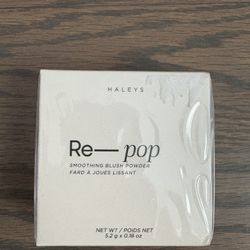 HALEYS
Re— pop
SMOOTHING BLUSH POWDER
FARD À JOUES LISSANT
NET WT / POIDS NET
5.2 g x 0.18 oz